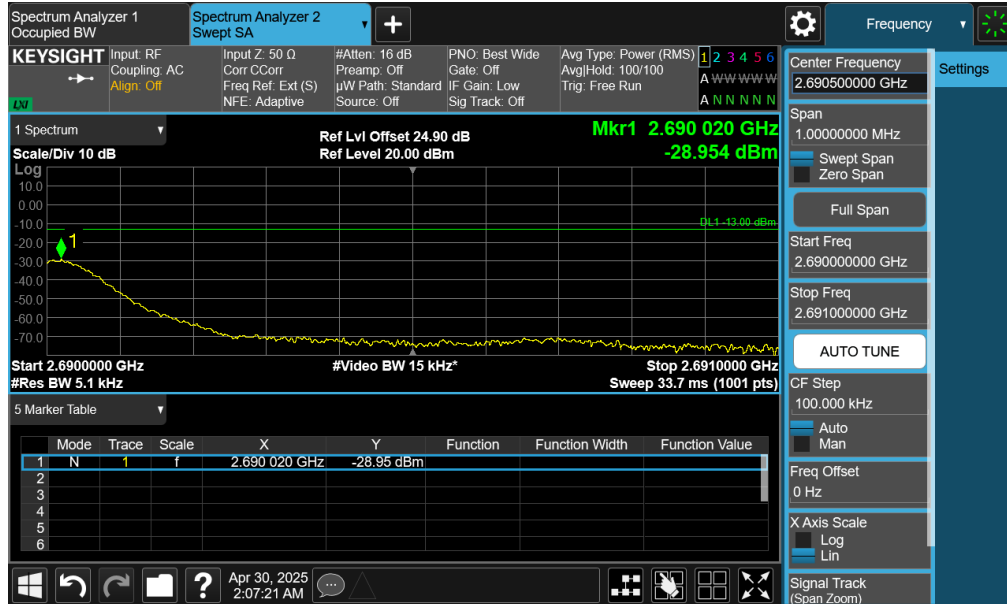 Spectrum Analyzer 1
Occupied BW
Spectrum Analyzer 2
Swept SA
Frequency
KEYSIGHT
LXI
Input: RF
Coupling: AC
Align: Off
Input Z: 50 Ω
Corr CCorr
Freq Ref: Ext (S)
NFE: Adaptive
#Atten: 16 dB
Preamp: Off
µW Path: Standard
Source: Off
PNO: Best Wide
Gate: Off
IF Gain: Low
Sig Track: Off
Avg Type: Power (RMS)
Avg|Hold: 100/100
Trig: Free Run
1 2 3 4 5 6
A W W W W W
A N N N N N
1 Spectrum
Scale/Div 10 dB
Ref Lvl Offset 24.90 dB
Ref Level 20.00 dBm
Mkr1 2.690 020 GHz
-28.954 dBm
Log
10.0
0.00
-10.0
-20.0
-30.0
-40.0
-50.0
-60.0
-70.0
DL1 -13.00 dBm
1
Start 2.6900000 GHz
#Res BW 5.1 kHz
#Video BW 15 kHz*
Stop 2.6910000 GHz
Sweep 33.7 ms (1001 pts)
5 Marker Table
Mode Trace Scale X Y Function Function Width Function Value
1 N 1 f 2.690 020 GHz -28.95 dBm
2
3
4
5
6
Apr 30, 2025
2:07:21 AM
Center Frequency
2.690500000 GHz
Span
1.00000000 MHz
Swept Span
Zero Span
Full Span
Start Freq
2.690000000 GHz
Stop Freq
2.691000000 GHz
AUTO TUNE
CF Step
100.000 kHz
Auto
Man
Freq Offset
0 Hz
X Axis Scale
Log
Lin
Signal Track
(Span Zoom)
Settings